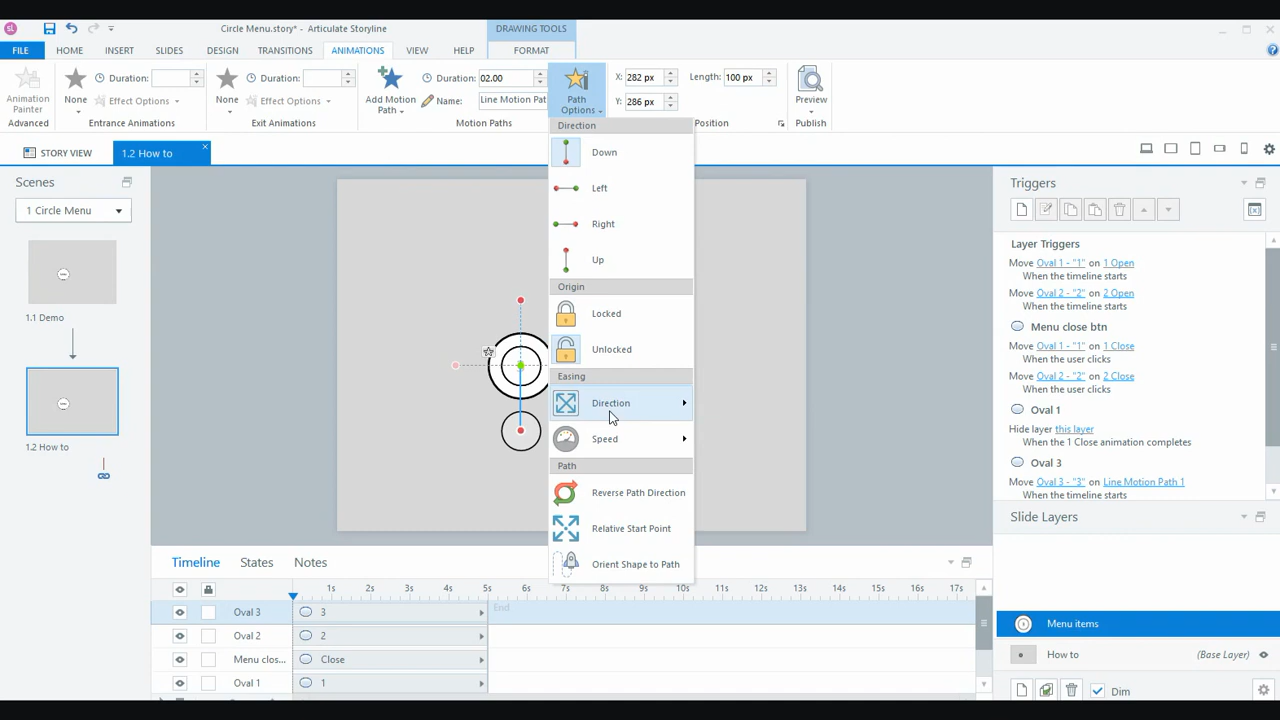 Circle Menu.story* - Articulate Storyline
DRAWING TOOLS
FILE HOME INSERT SLIDES DESIGN TRANSITIONS ANIMATIONS VIEW HELP FORMAT
Animation Painter
None
Duration:
Effect Options
None
Duration:
Effect Options
Add Motion Path
Duration: 02.00
Name: Line Motion Pat
Path Options
X: 282 px
Y: 286 px
Length: 100 px
Preview
Advanced
Entrance Animations
Exit Animations
Motion Paths
Position
Publish
STORY VIEW
1.2 How to
Scenes
1 Circle Menu
1.1 Demo
1.2 How to
Direction
Down
Left
Right
Up
Origin
Locked
Unlocked
Easing
Direction
Speed
Path
Reverse Path Direction
Relative Start Point
Orient Shape to Path
Triggers
Layer Triggers
Move Oval 1 - "1" on 1 Open
When the timeline starts
Move Oval 2 - "2" on 2 Open
When the timeline starts
Menu close btn
Move Oval 1 - "1" on 1 Close
When the user clicks
Move Oval 2 - "2" on 2 Close
When the user clicks
Oval 1
Hide layer this layer
When the 1 Close animation completes
Oval 3
Move Oval 3 - "3" on Line Motion Path 1
When the timeline starts
Slide Layers
Menu items
How to (Base Layer)
Dim
Timeline States Notes
1s 2s 3s 4s 5s 6s 7s 8s 9s 10s 11s 12s 13s 14s 15s 16s 17s
Oval 3 3 End
Oval 2 2
Menu clos... Close
Oval 1 1